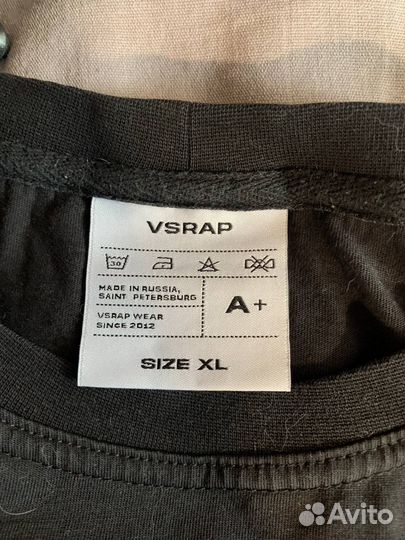 VSRAP
30
MADE IN RUSSIA,
SAINT PETERSBURG
VSRAP WEAR
SINCE 2012
A+
SIZE XL
Avito